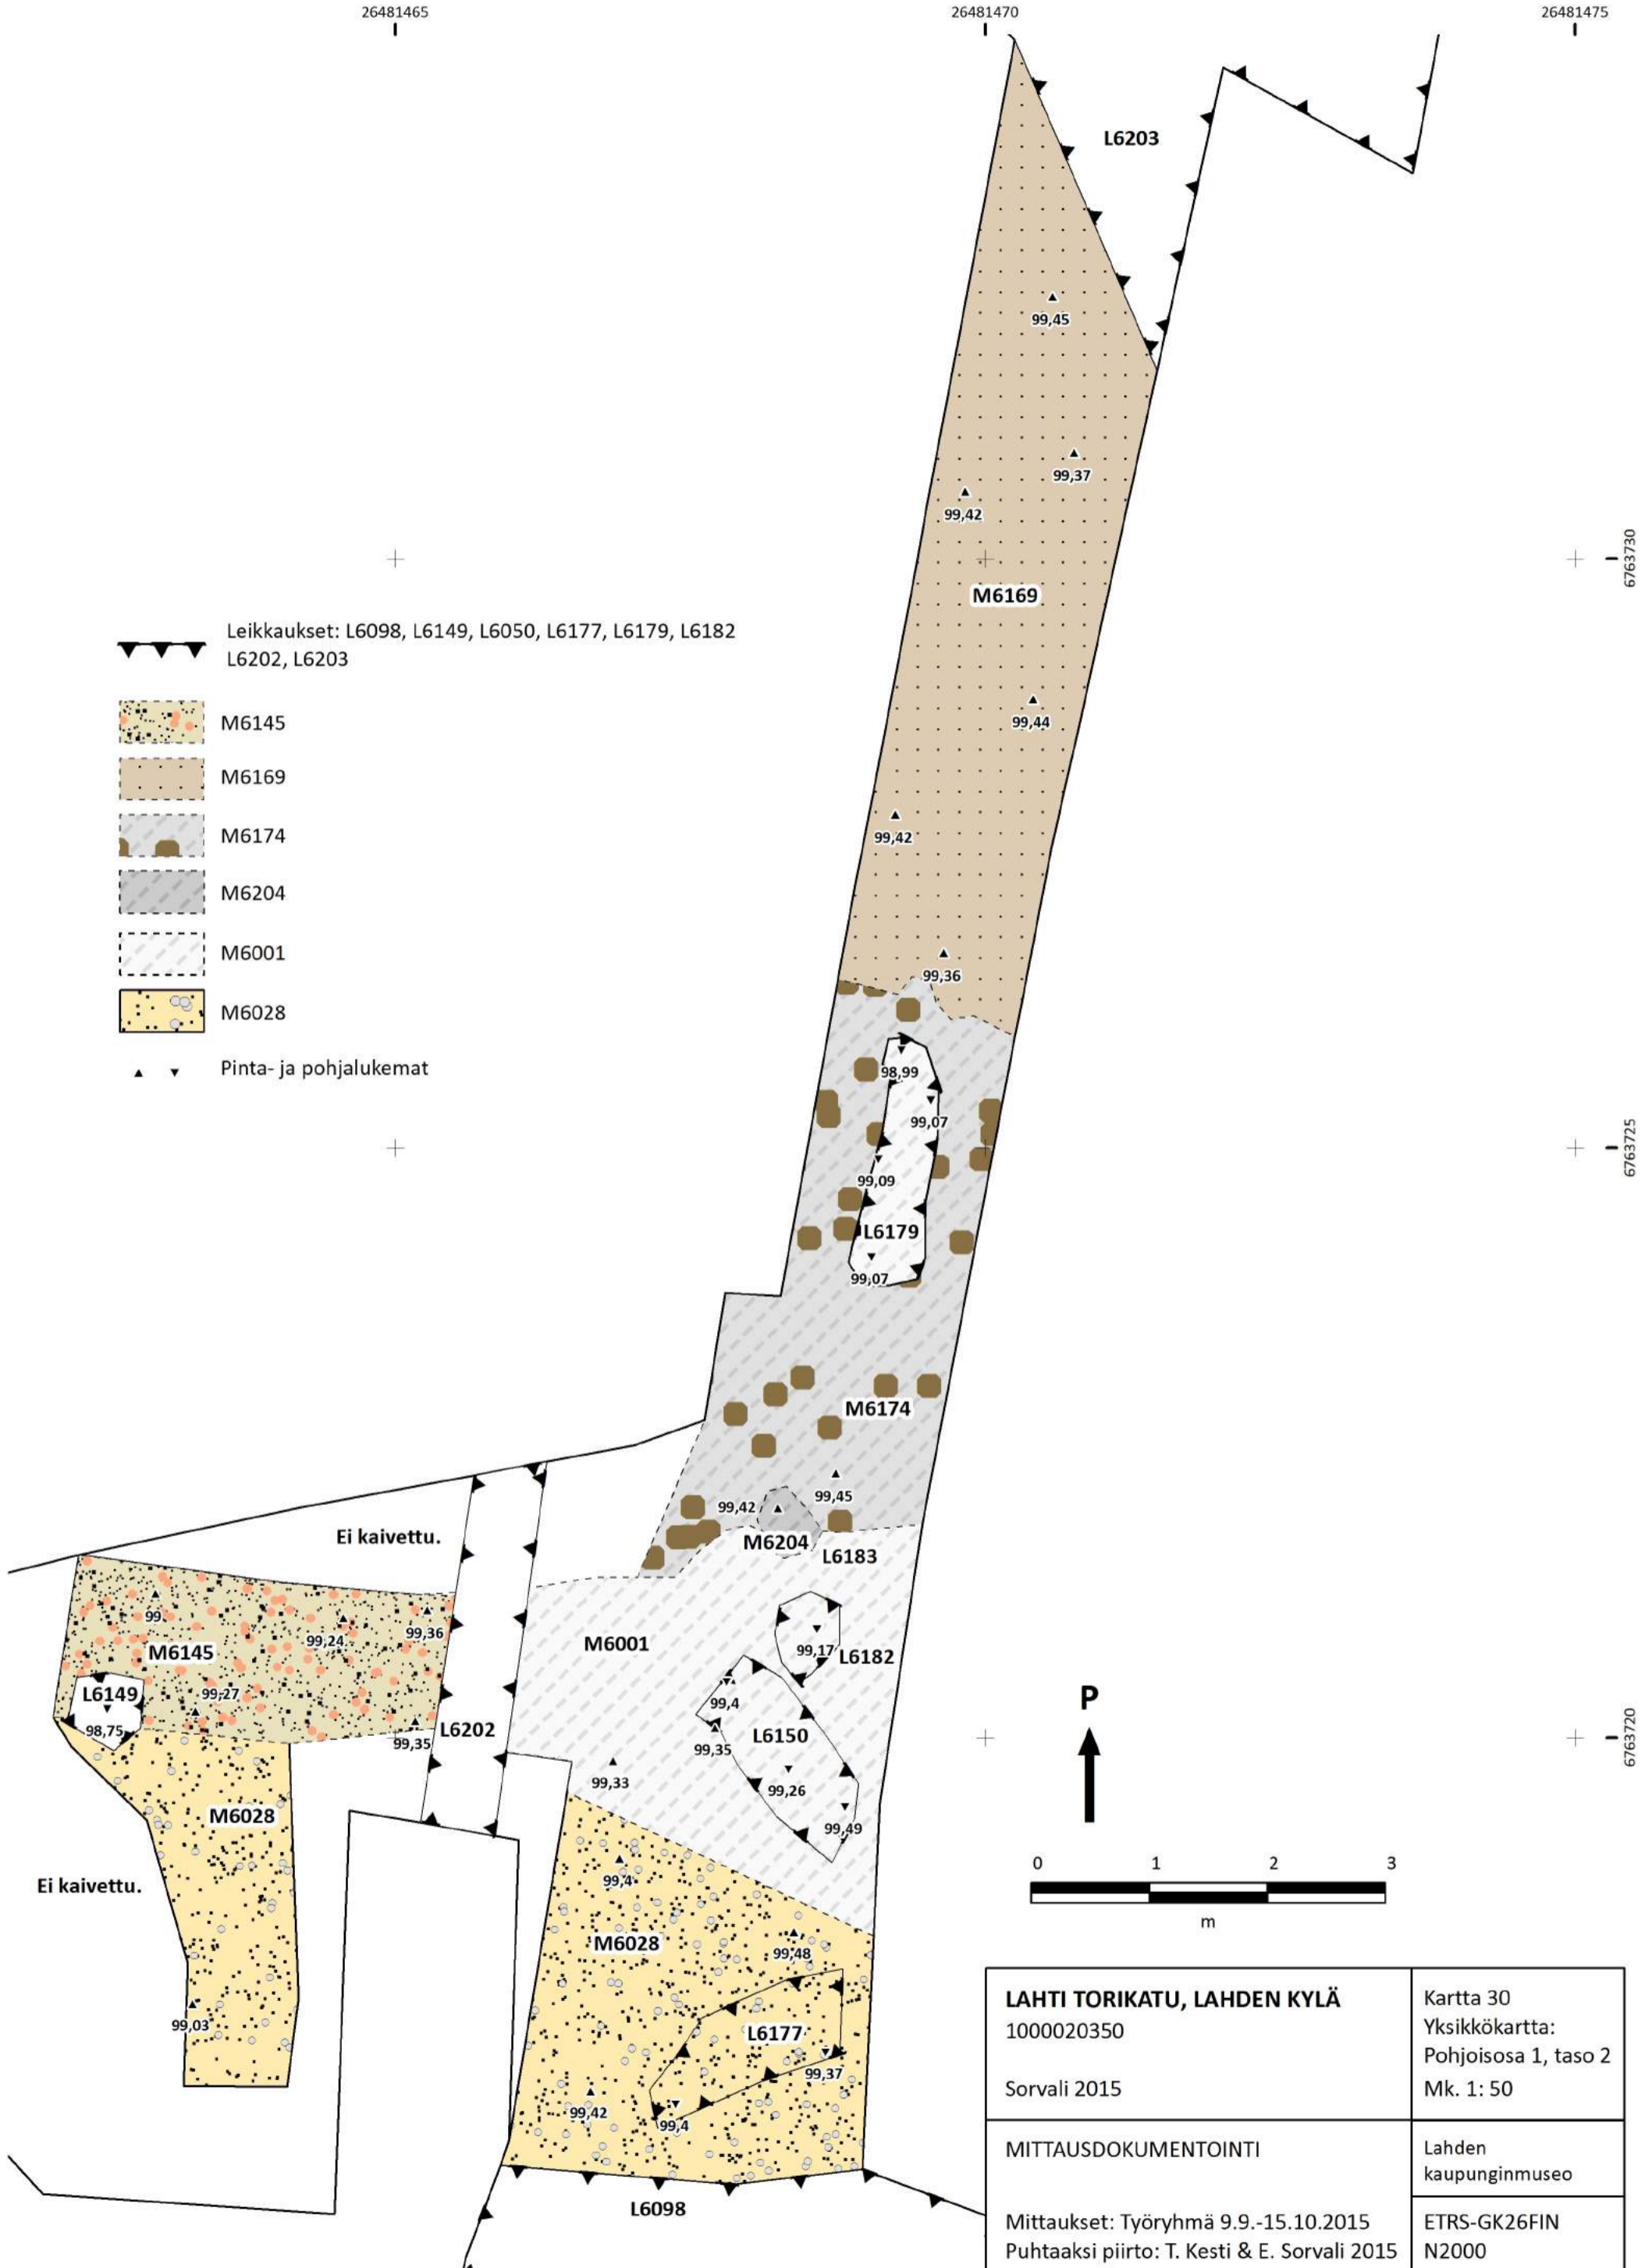 26481465
26481470
26481475
L6203
99,45
99,37
99,42
6763730
M6169
Leikkaukset: L6098, L6149, L6050, L6177, L6179, L6182
L6202, L6203
M6145
M6169
M6174
M6204
M6001
M6028
Pinta- ja pohjalukemat
99,44
99,42
99,36
98,99
99,07
6763725
99,09
L6179
99,07
M6174
99,45
99,42
Ei kaivettu.
M6204
L6183
99
99,24
99,36
M6145
M6001
99,17
L6182
L6149
99,27
98,75
99,4
P
L6202
99,35
99,35
L6150
6763720
99,33
99,26
99,49
M6028
Ei kaivettu.
0
1
2
3
m
99,4
M6028
99,48
99,03
L6177
99,37
99,42
99,4
L6098
LAHTI TORIKATU, LAHDEN KYLÄ
1000020350
Sorvali 2015
Kartta 30
Yksikkökartta:
Pohjoisosa 1, taso 2
Mk. 1: 50
MITTAUSDOKUMENTOINTI
Lahden
kaupunginmuseo
Mittaukset: Työryhmä 9.9.-15.10.2015
Puhtaaksi piirto: T. Kesti & E. Sorvali 2015
ETRS-GK26FIN
N2000